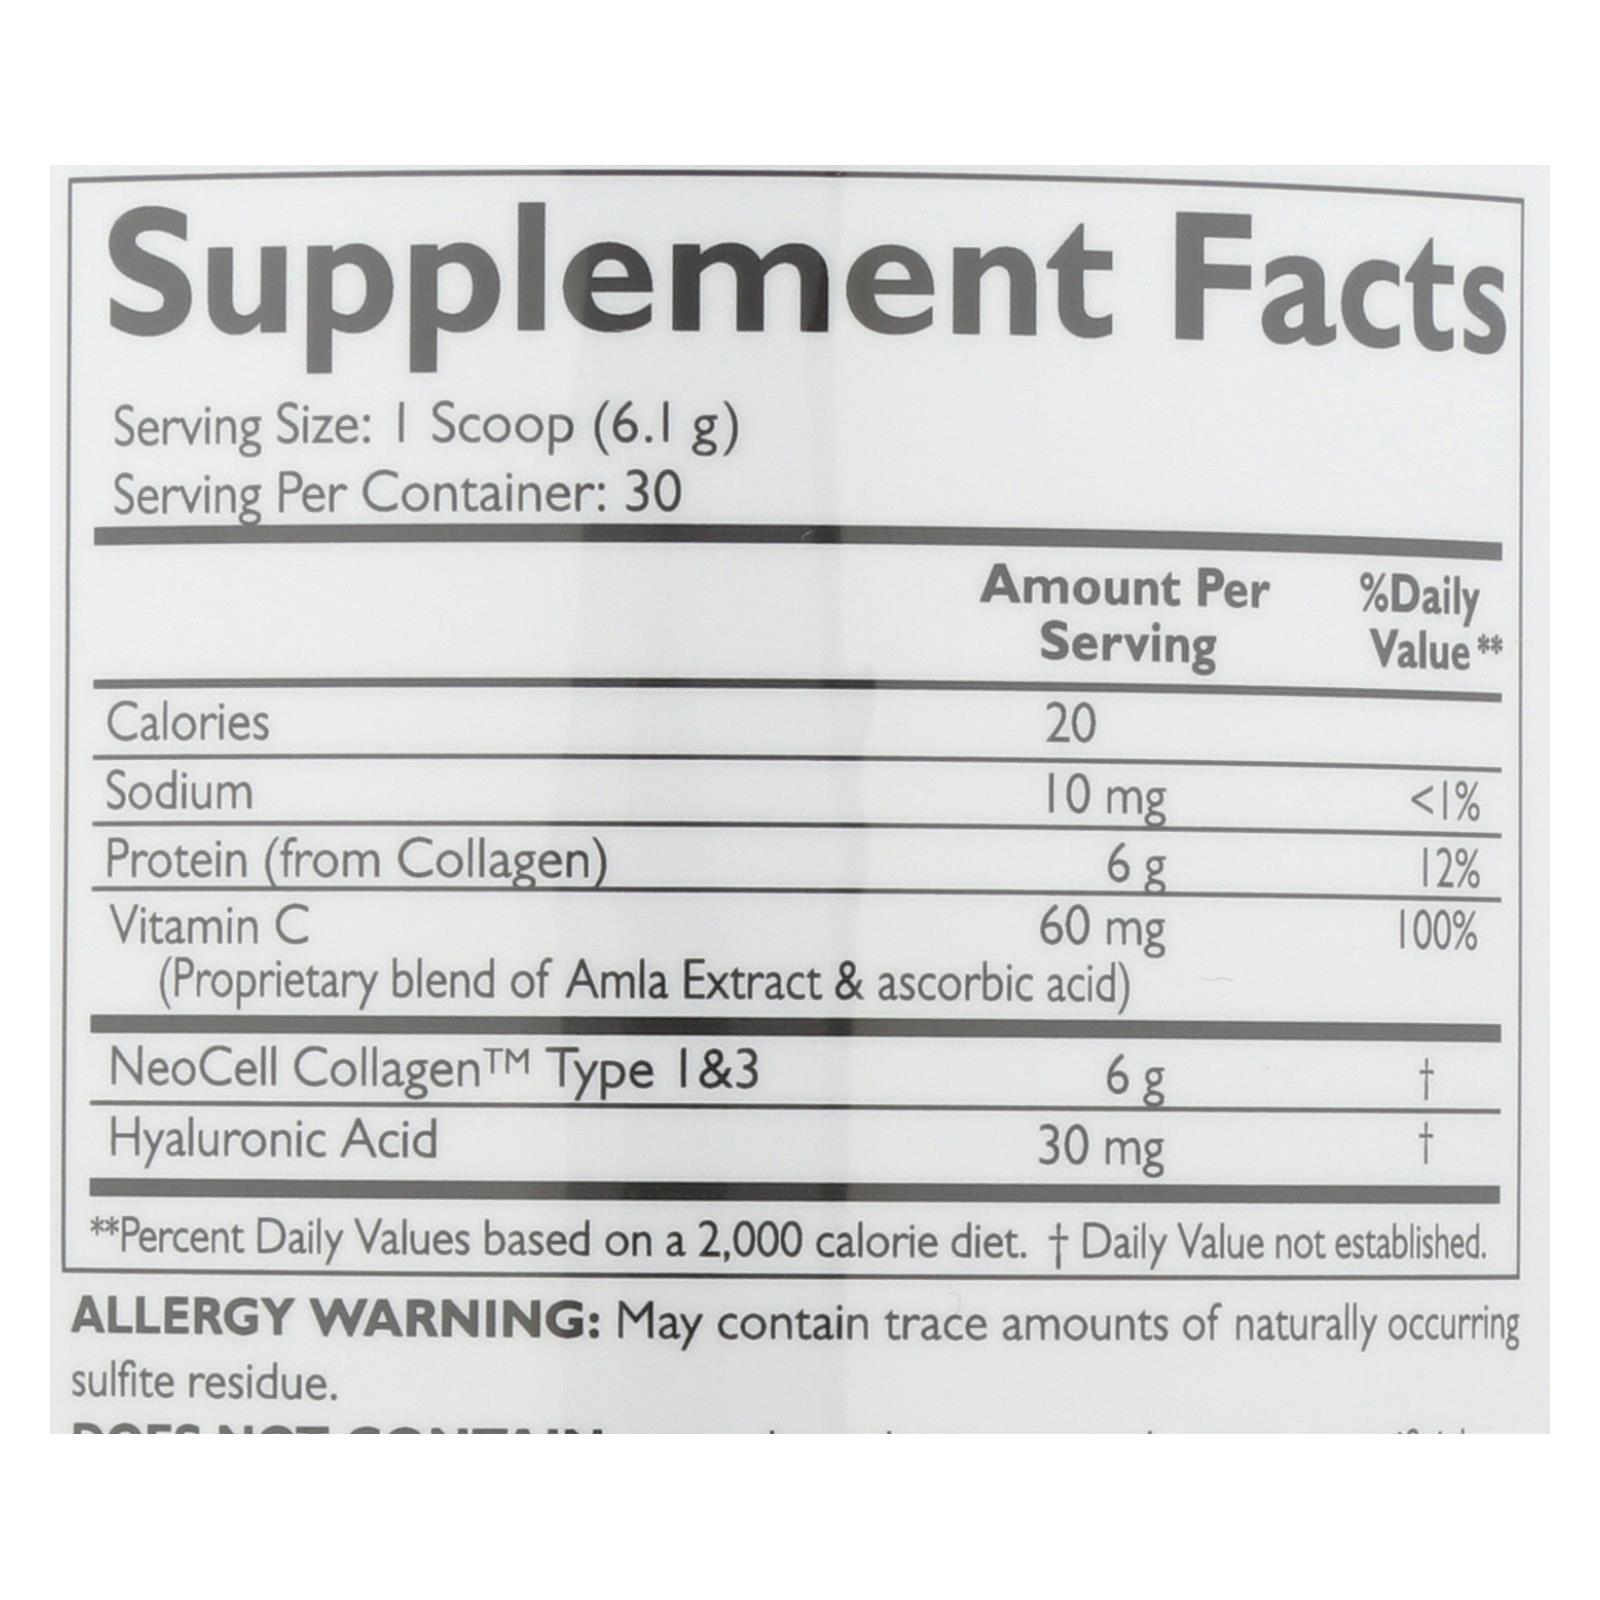 Supplement Facts
Serving Size: 1 Scoop (6.1 g)
Serving Per Container: 30
Amount Per Serving %Daily Value**
Calories 20
Sodium 10 mg <1%
Protein (from Collagen) 6 g 12%
Vitamin C 60 mg 100%
(Proprietary blend of Amla Extract & ascorbic acid)
NeoCell Collagen™ Type 1&3 6 g †
Hyaluronic Acid 30 mg †
**Percent Daily Values based on a 2,000 calorie diet. † Daily Value not established.
ALLERGY WARNING: May contain trace amounts of naturally occurring
sulfite residue.
DOES NOT CONTAIN